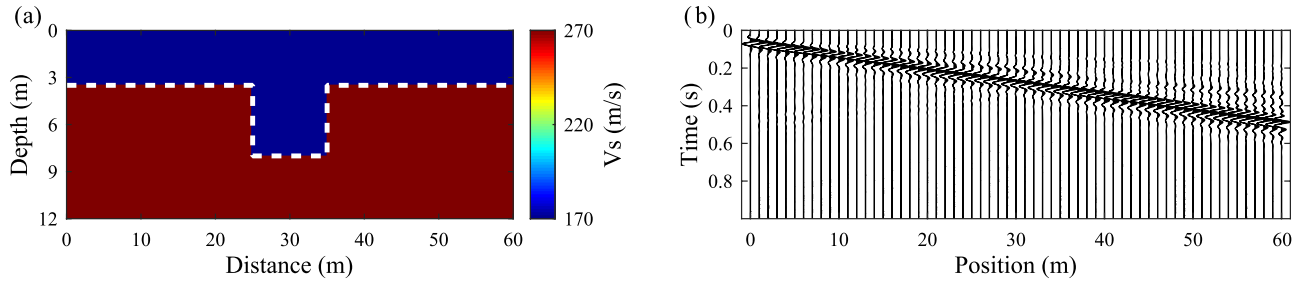 (a)
0
3
6
9
12
Depth (m)
0 10 20 30 40 50 60
Distance (m)
270
220
170
Vs (m/s)
(b)
0
0.2
0.4
0.6
0.8
Time (s)
0 10 20 30 40 50 60
Position (m)